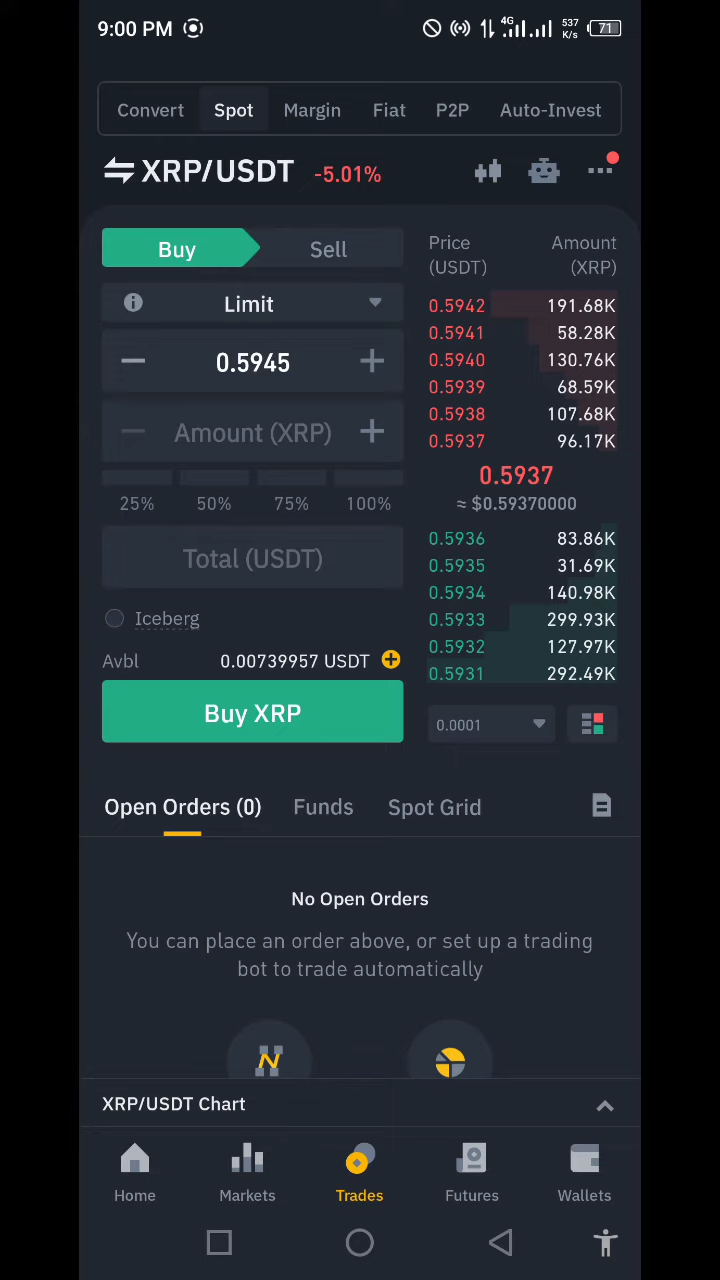 9:00 PM
4G 537 K/s 71
Convert Spot Margin Fiat P2P Auto-Invest
XRP/USDT -5.01%
Buy Sell
Limit
0.5945
Amount (XRP)
25% 50% 75% 100%
Total (USDT)
Iceberg
Avbl 0.00739957 USDT
Buy XRP
Price Amount
(USDT) (XRP)
0.5942 191.68K
0.5941 58.28K
0.5940 130.76K
0.5939 68.59K
0.5938 107.68K
0.5937 96.17K
0.5937
≈ $0.59370000
0.5936 83.86K
0.5935 31.69K
0.5934 140.98K
0.5933 299.93K
0.5932 127.97K
0.5931 292.49K
0.0001
Open Orders (0) Funds Spot Grid
No Open Orders
You can place an order above, or set up a trading
bot to trade automatically
XRP/USDT Chart
Home Markets Trades Futures Wallets